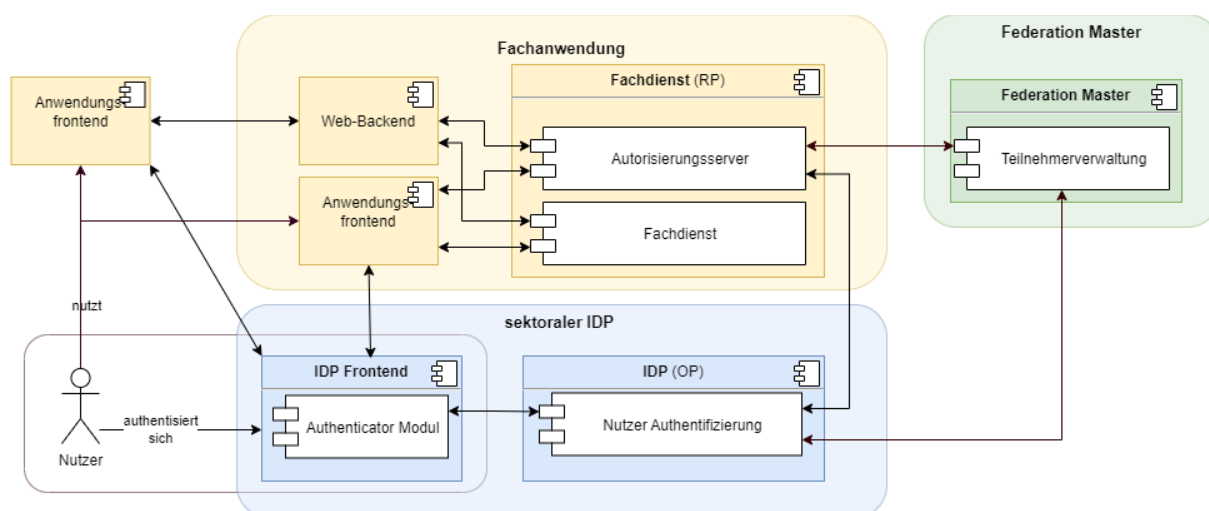 Federation Master
Fachanwendung
Fachdienst (RP)
Federation Master
Anwendungs-
frontend
Web-Backend
Autorisierungsserver
Teilnehmerverwaltung
Anwendungs-
frontend
Fachdienst
nutzt
sektoraler IDP
IDP Frontend
IDP (OP)
authentisiert
sich
Authenticator Modul
Nutzer Authentifizierung
Nutzer